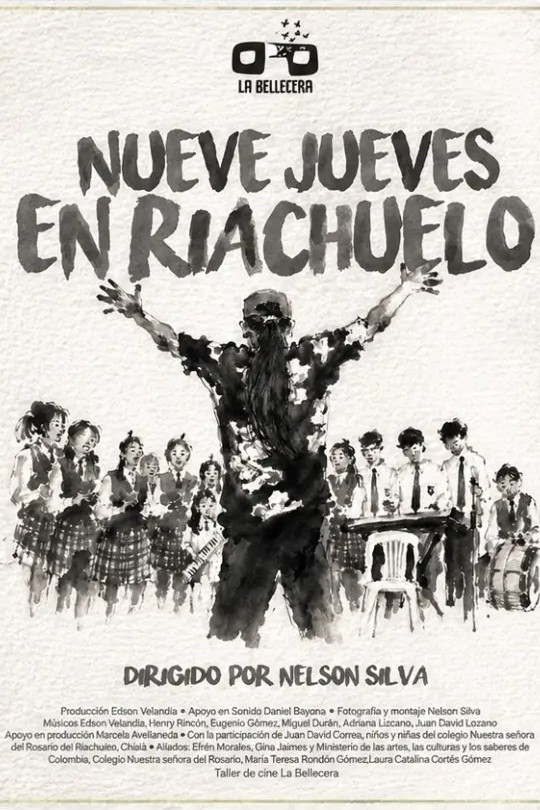 LA BELLECERA
NUEVE JUEVES
EN RIACHUELO
DIRIGIDO POR NELSON SILVA
Producción Edson Velandia • Apoyo en Sonido Daniel Bayona • Fotografía y montaje Nelson Silva
Músicos Edson Velandia, Henry Rincón, Eugenio Gómez, Miguel Durán, Adriana Lizcano, Juan David Lozano
Apoyo en producción Marcela Avellaneda • Con la participación de Juan David Correa, niños y niñas del colegio Nuestra señora
del Rosario del Riachuleo, Chialà • Aliados: Efrén Morales, Gina Jaimes y Ministerio de las artes, las culturas y los saberes de
Colombia, Colegio Nuestra señora del Rosario, María Teresa Rondón Gómez,Laura Catalina Cortés Gómez
Taller de cine La Bellecera